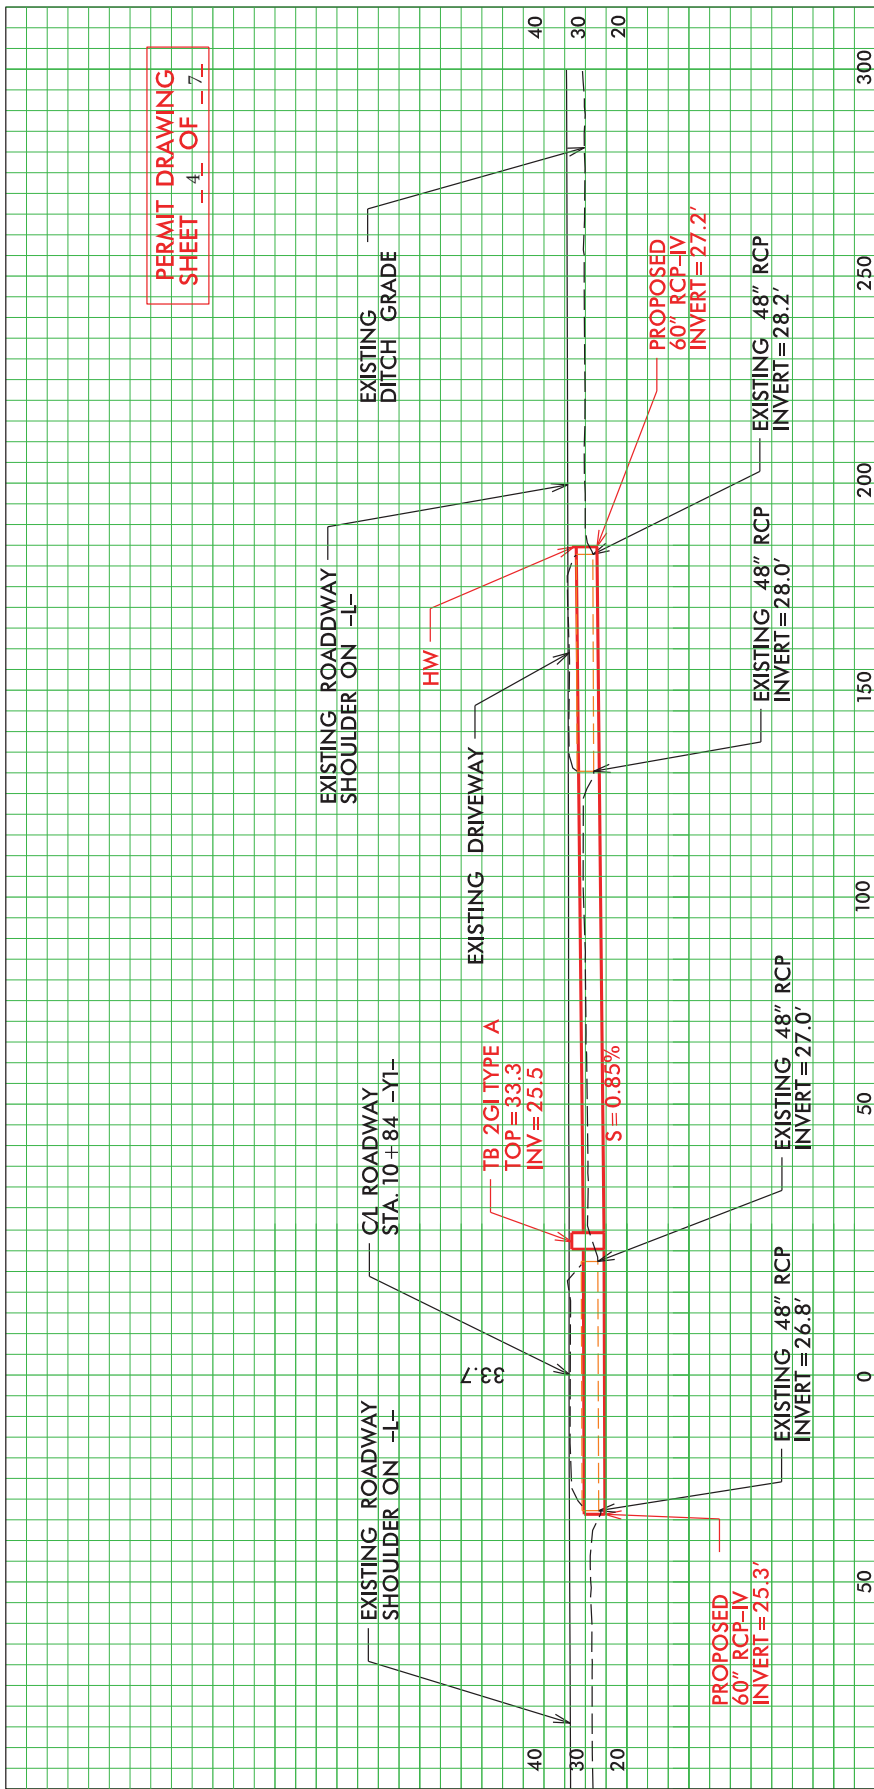 PERMIT DRAWING
SHEET 4 OF 7
EXISTING ROADWAY
SHOULDER ON -L-
C/L ROADWAY
STA. 10+84 -Y1-
EXISTING ROADDWAY
SHOULDER ON -L-
EXISTING
DITCH GRADE
33.7
TB 2GI TYPE A
TOP = 33.3
INV = 25.5
EXISTING DRIVEWAY
HW
40
30
20
40
30
20
S = 0.85%
PROPOSED
60" RCP-IV
INVERT = 25.3'
EXISTING 48" RCP
INVERT = 26.8'
EXISTING 48" RCP
INVERT = 27.0'
EXISTING 48" RCP
INVERT = 28.0'
EXISTING 48" RCP
INVERT = 28.2'
PROPOSED
60" RCP-IV
INVERT = 27.2'
50
0
50
100
150
200
250
300